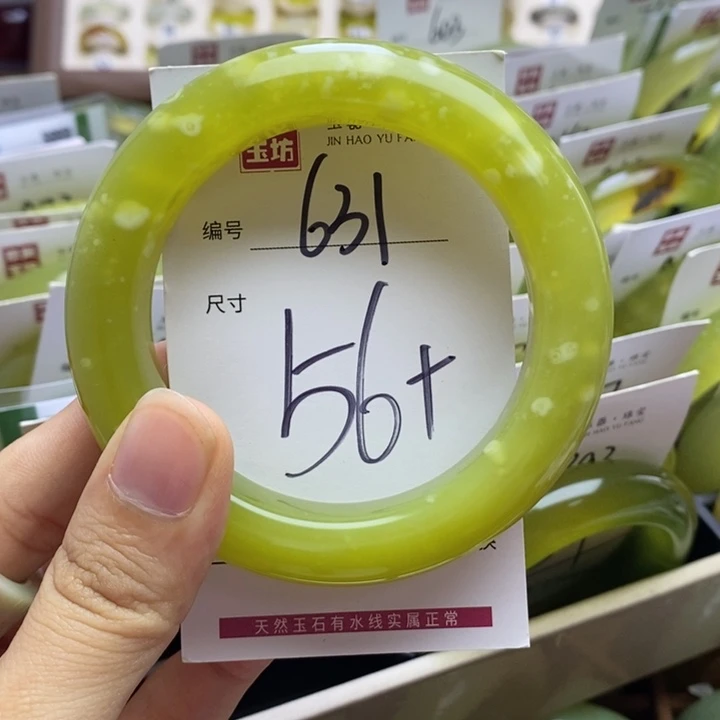 玉坊
JIN HAO YU FA
编号 631
尺寸
56+
天然玉石有水线实属正常